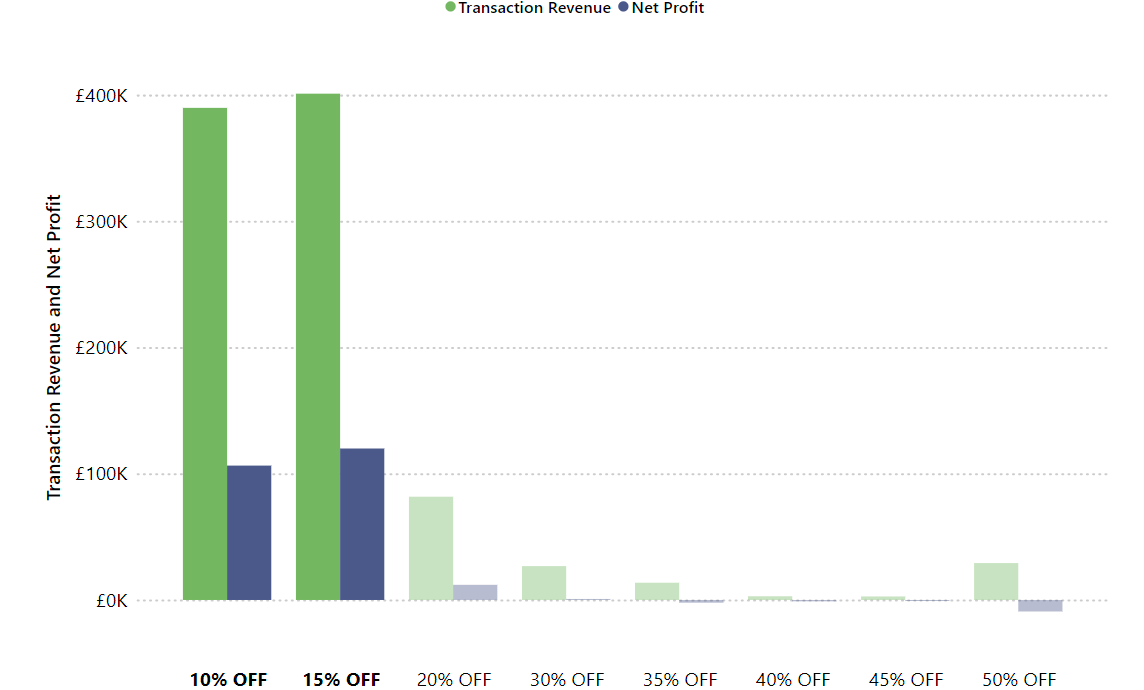 Transaction Revenue Net Profit
Transaction Revenue and Net Profit
£400K
£300K
£200K
£100K
£0K
10% OFF 15% OFF 20% OFF 30% OFF 35% OFF 40% OFF 45% OFF 50% OFF